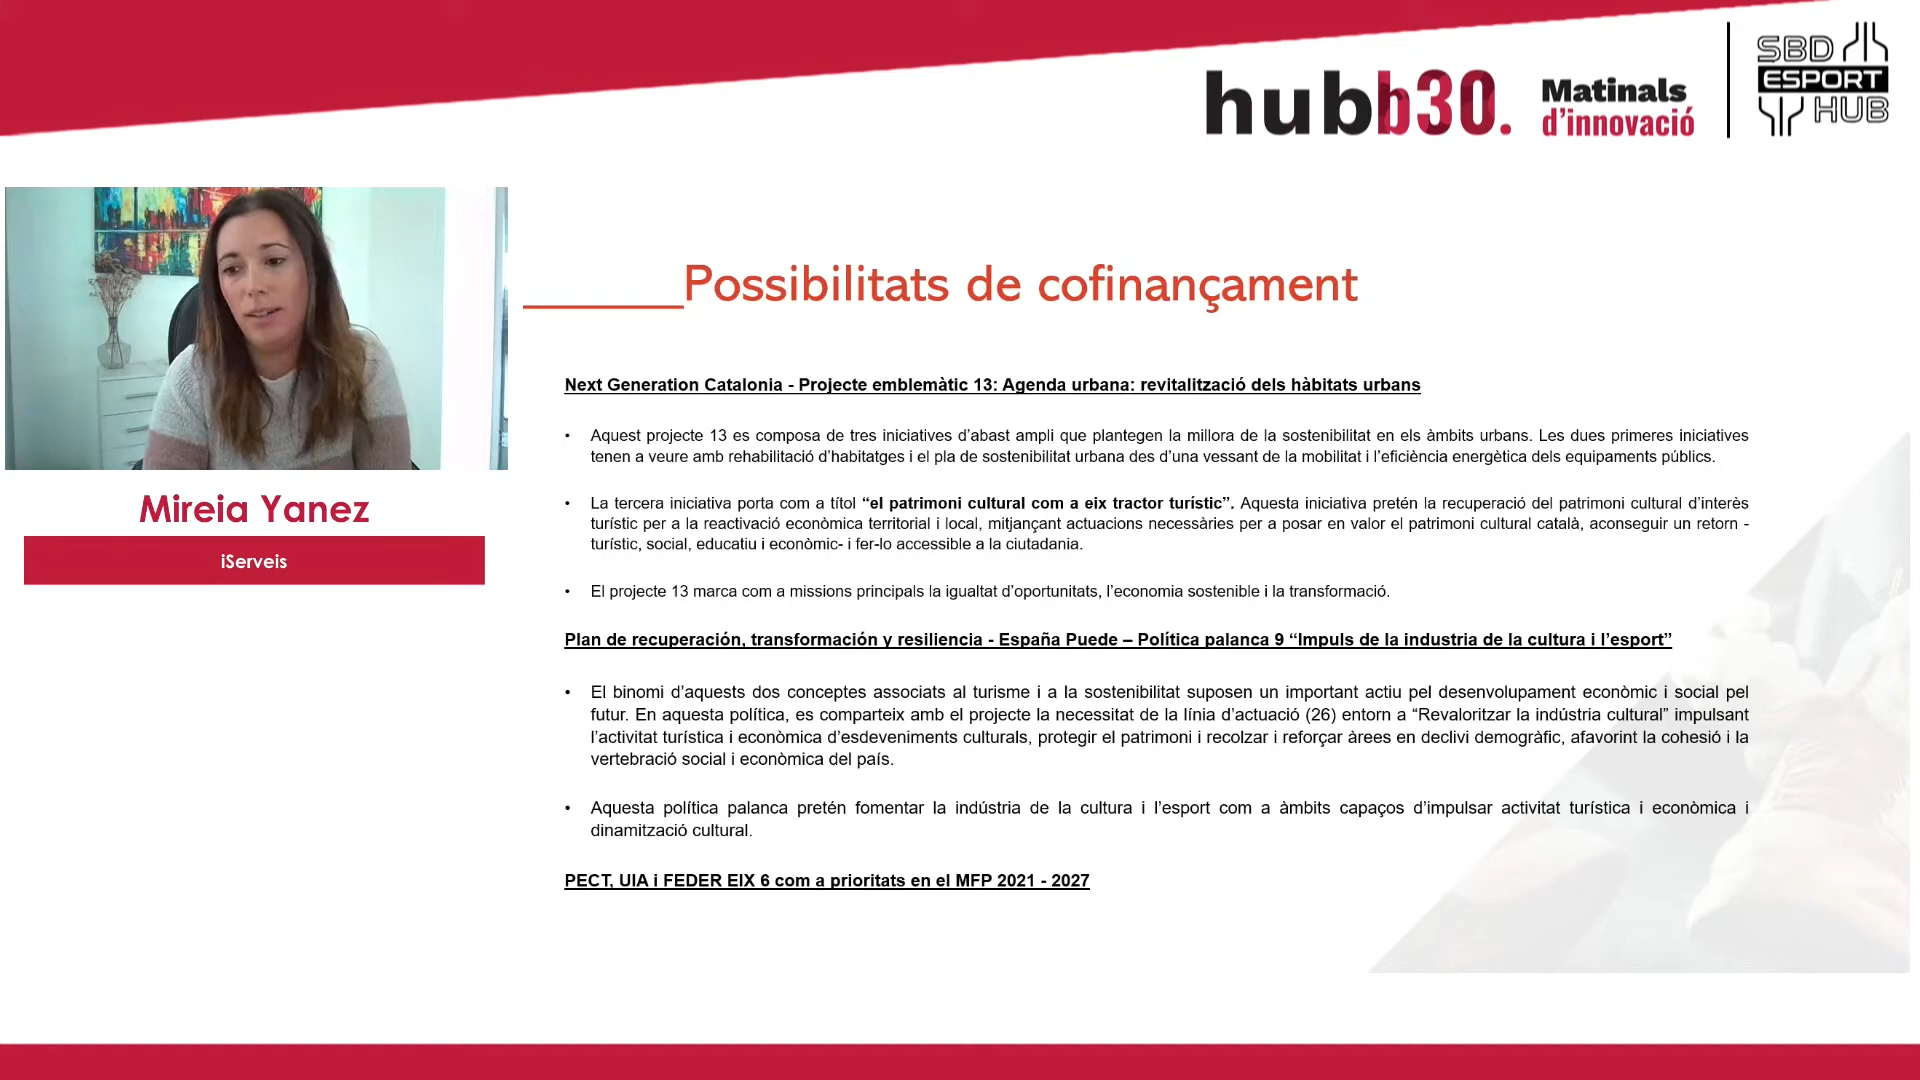 hubb30.
Matinals
d’innovació
SBD
ESPORT
HUB
Mireia Yanez
iServeis
Possibilitats de cofinançament
Next Generation Catalonia - Projecte emblemàtic 13: Agenda urbana: revitalització dels hàbitats urbans
• Aquest projecte 13 es composa de tres iniciatives d’abast ampli que plantegen la millora de la sostenibilitat en els àmbits urbans. Les dues primeres iniciatives
tenen a veure amb rehabilitació d’habitatges i el pla de sostenibilitat urbana des d’una vessant de la mobilitat i l’eficiència energètica dels equipaments públics.
• La tercera iniciativa porta com a títol “el patrimoni cultural com a eix tractor turístic”. Aquesta iniciativa pretén la recuperació del patrimoni cultural d’interès
turístic per a la reactivació econòmica territorial i local, mitjançant actuacions necessàries per a posar en valor el patrimoni cultural català, aconseguir un retorn -
turístic, social, educatiu i econòmic- i fer-lo accessible a la ciutadania.
• El projecte 13 marca com a missions principals la igualtat d’oportunitats, l’economia sostenible i la transformació.
Plan de recuperación, transformación y resiliencia - España Puede – Política palanca 9 “Impuls de la industria de la cultura i l’esport”
• El binomi d’aquests dos conceptes associats al turisme i a la sostenibilitat suposen un important actiu pel desenvolupament econòmic i social pel
futur. En aquesta política, es comparteix amb el projecte la necessitat de la línia d’actuació (26) entorn a “Revaloritzar la indústria cultural” impulsant
l’activitat turística i econòmica d’esdeveniments culturals, protegir el patrimoni i recolzar i reforçar àrees en declivi demogràfic, afavorint la cohesió i la
vertebració social i econòmica del país.
• Aquesta política palanca pretén fomentar la indústria de la cultura i l’esport com a àmbits capaços d’impulsar activitat turística i econòmica i
dinamització cultural.
PECT, UIA i FEDER EIX 6 com a prioritats en el MFP 2021 - 2027